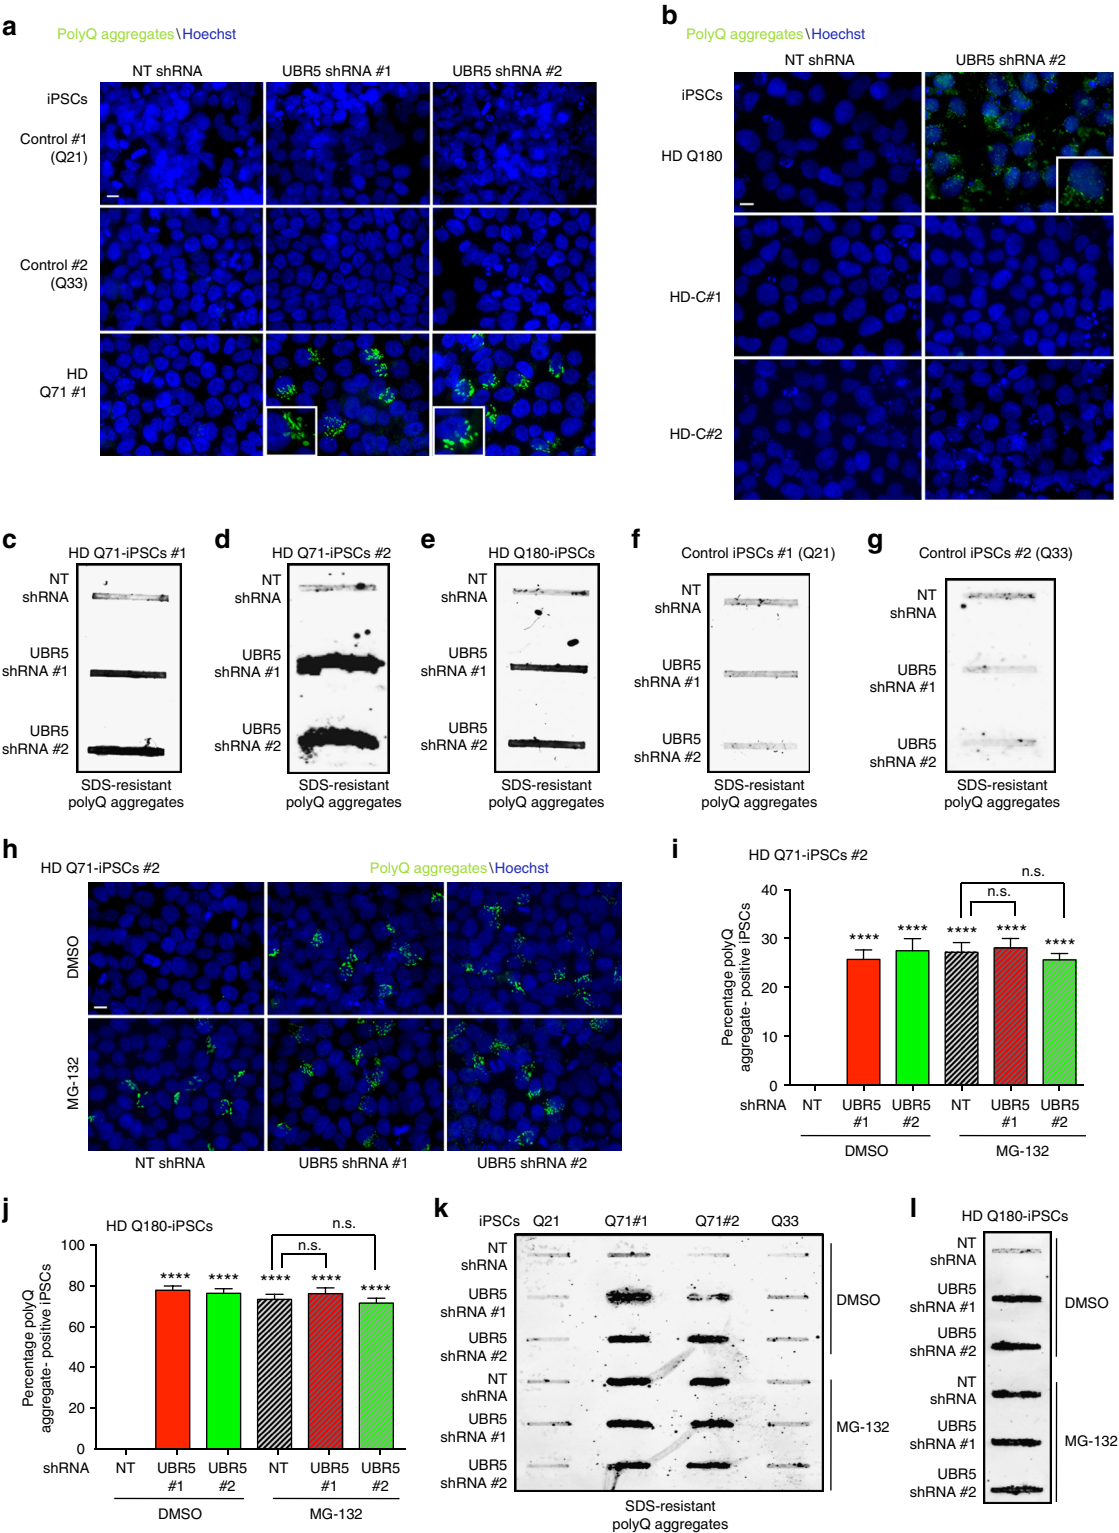 a
PolyQ aggregates\Hoechst
NT shRNA
UBR5 shRNA #1
UBR5 shRNA #2
iPSCs
Control #1
(Q21)
Control #2
(Q33)
HD
Q71 #1
b
PolyQ aggregates\Hoechst
NT shRNA
UBR5 shRNA #2
iPSCs
HD Q180
HD-C#1
HD-C#2
c
HD Q71-iPSCs #1
NT
shRNA
UBR5
shRNA #1
UBR5
shRNA #2
SDS-resistant
polyQ aggregates
d
HD Q71-iPSCs #2
NT
shRNA
UBR5
shRNA #1
UBR5
shRNA #2
SDS-resistant
polyQ aggregates
e
HD Q180-iPSCs
NT
shRNA
UBR5
shRNA #1
UBR5
shRNA #2
SDS-resistant
polyQ aggregates
f
Control iPSCs #1 (Q21)
NT
shRNA
UBR5
shRNA #1
UBR5
shRNA #2
SDS-resistant
polyQ aggregates
g
Control iPSCs #2 (Q33)
NT
shRNA
UBR5
shRNA #1
UBR5
shRNA #2
SDS-resistant
polyQ aggregates
h
HD Q71-iPSCs #2
PolyQ aggregates\Hoechst
DMSO
MG-132
NT shRNA
UBR5 shRNA #1
UBR5 shRNA #2
i
HD Q71-iPSCs #2
Percentage polyQ
aggregate- positive iPSCs
40
30
20
10
0
n.s.
n.s.
****
****
****
****
****
shRNA
NT
UBR5
#1
UBR5
#2
NT
UBR5
#1
UBR5
#2
DMSO
MG-132
j
HD Q180-iPSCs
Percentage polyQ
aggregate- positive iPSCs
100
80
60
40
20
0
n.s.
n.s.
****
****
****
****
****
shRNA
NT
UBR5
#1
UBR5
#2
NT
UBR5
#1
UBR5
#2
DMSO
MG-132
k
iPSCs
Q21
Q71#1
Q71#2
Q33
NT
shRNA
UBR5
shRNA #1
UBR5
shRNA #2
NT
shRNA
UBR5
shRNA #1
UBR5
shRNA #2
DMSO
MG-132
SDS-resistant
polyQ aggregates
l
HD Q180-iPSCs
NT
shRNA
UBR5
shRNA #1
UBR5
shRNA #2
NT
shRNA
UBR5
shRNA #1
UBR5
shRNA #2
DMSO
MG-132